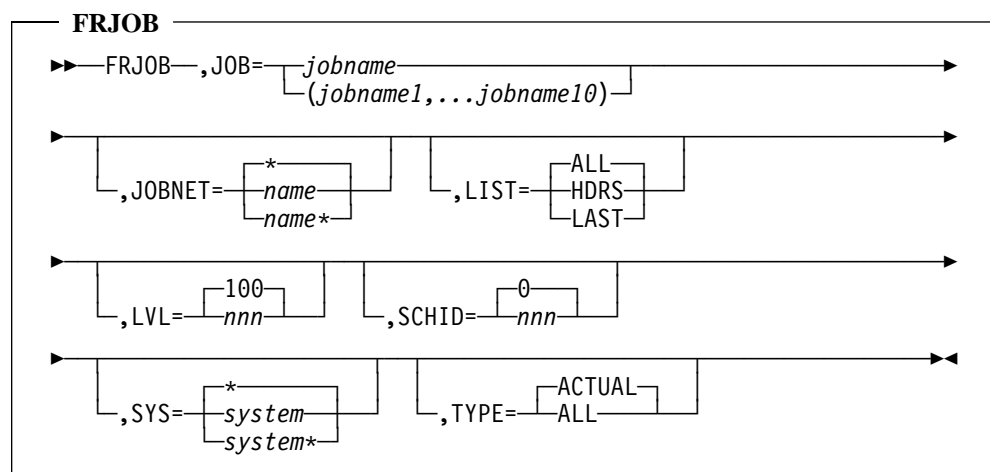 FRJOB
FRJOB ,JOB= jobname
(jobname1,...jobname10)
,JOBNET= * name name*
,LIST= ALL HDRS LAST
,LVL= 100 nnn
,SCHID= 0 nnn
,SYS= * system system*
,TYPE= ACTUAL ALL